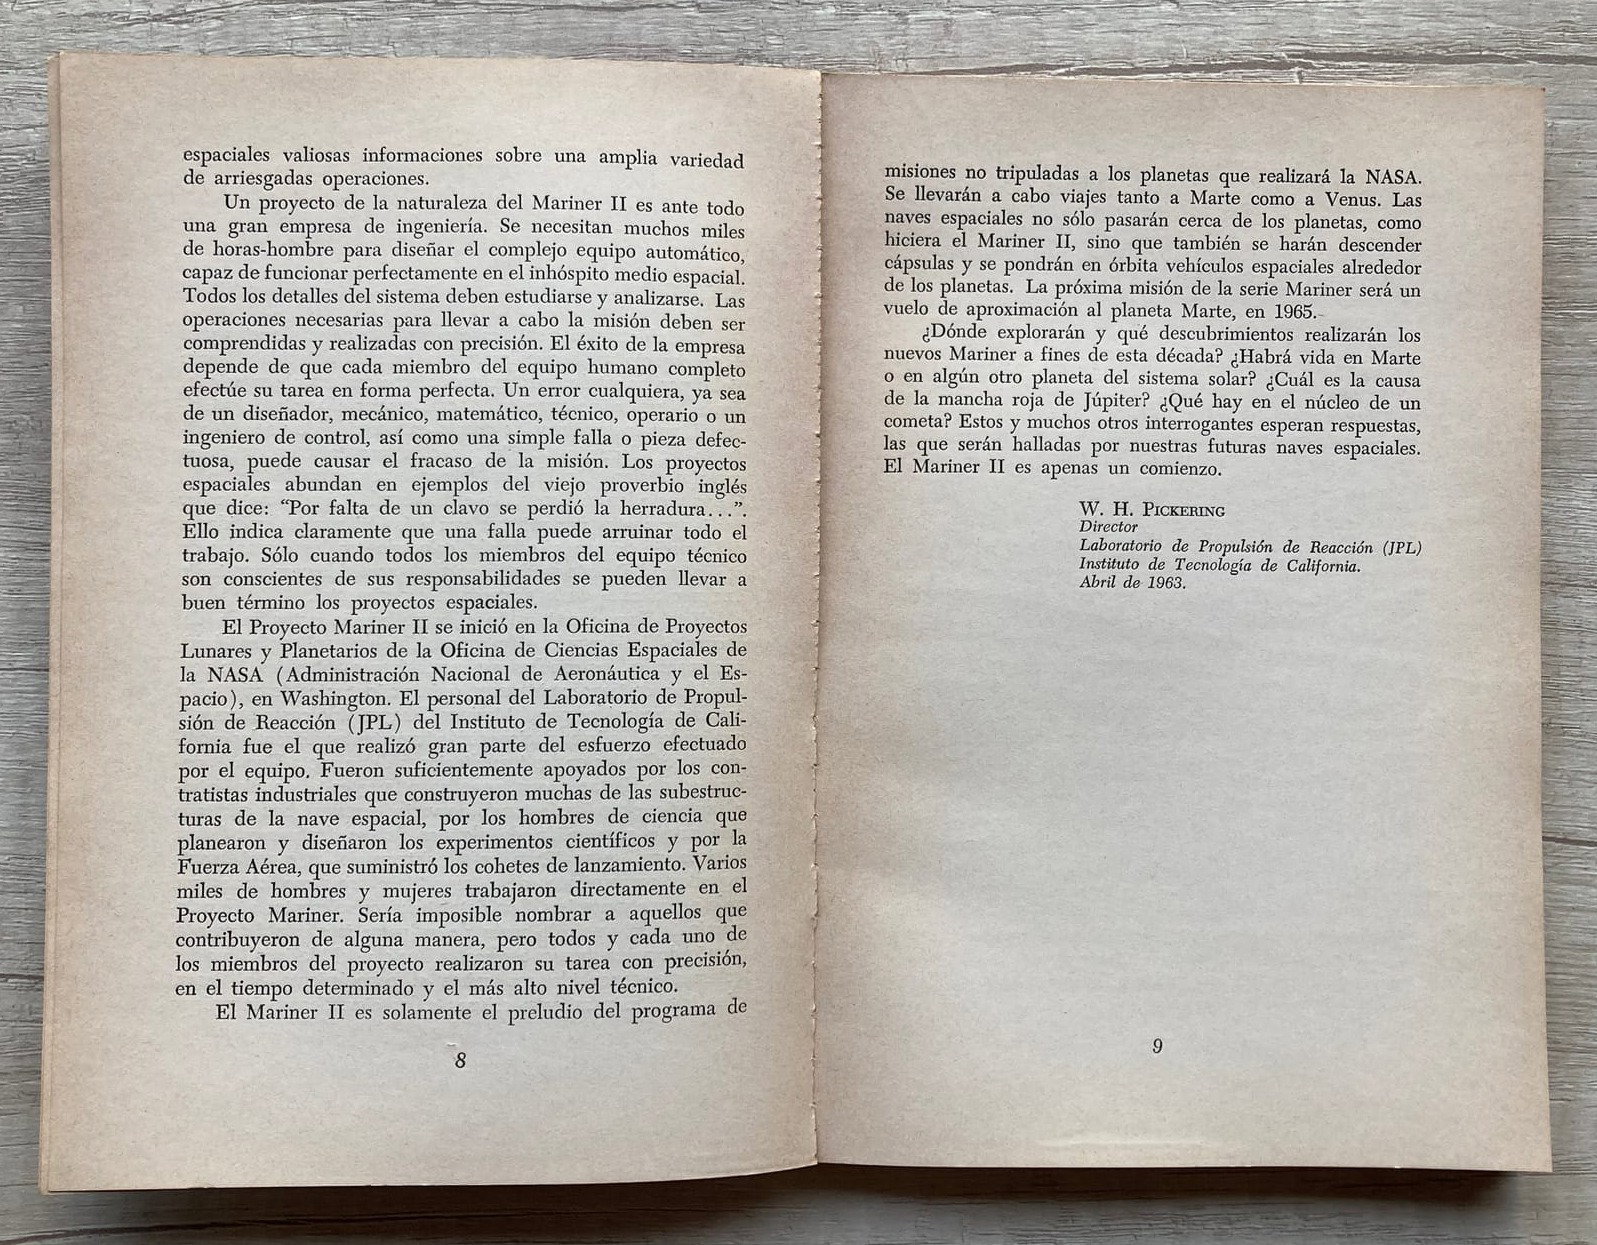 espaciales valiosas informaciones sobre una amplia variedad
de arriesgadas operaciones.
Un proyecto de la naturaleza del Mariner II es ante todo
una gran empresa de ingeniería. Se necesitan muchos miles
de horas-hombre para diseñar el complejo equipo automático,
capaz de funcionar perfectamente en el inhóspito medio espacial.
Todos los detalles del sistema deben estudiarse y analizarse. Las
operaciones necesarias para llevar a cabo la misión deben ser
comprendidas y realizadas con precisión. El éxito de la empresa
depende de que cada miembro del equipo humano completo
efectúe su tarea en forma perfecta. Un error cualquiera, ya sea
de un diseñador, mecánico, matemático, técnico, operario o un
ingeniero de control, así como una simple falla o pieza defec-
tuosa, puede causar el fracaso de la misión. Los proyectos
espaciales abundan en ejemplos del viejo proverbio inglés
que dice: “Por falta de un clavo se perdió la herradura...”.
Ello indica claramente que una falla puede arruinar todo el
trabajo. Sólo cuando todos los miembros del equipo técnico
son conscientes de sus responsabilidades se pueden llevar a
buen término los proyectos espaciales.
El Proyecto Mariner II se inició en la Oficina de Proyectos
Lunares y Planetarios de la Oficina de Ciencias Espaciales de
la NASA (Administración Nacional de Aeronáutica y el Es-
pacio), en Washington. El personal del Laboratorio de Propul-
sión de Reacción (JPL) del Instituto de Tecnología de Cali-
fornia fue el que realizó gran parte del esfuerzo efectuado
por el equipo. Fueron suficientemente apoyados por los con-
tratistas industriales que construyeron muchas de las subestruc-
turas de la nave espacial, por los hombres de ciencia que
planearon y diseñaron los experimentos científicos y por la
Fuerza Aérea, que suministró los cohetes de lanzamiento. Varios
miles de hombres y mujeres trabajaron directamente en el
Proyecto Mariner. Sería imposible nombrar a aquellos que
contribuyeron de alguna manera, pero todos y cada uno de
los miembros del proyecto realizaron su tarea con precisión,
en el tiempo determinado y el más alto nivel técnico.
El Mariner II es solamente el preludio del programa de
8
misiones no tripuladas a los planetas que realizará la NASA.
Se llevarán a cabo viajes tanto a Marte como a Venus. Las
naves espaciales no sólo pasarán cerca de los planetas, como
hiciera el Mariner II, sino que también se harán descender
cápsulas y se pondrán en órbita vehículos espaciales alrededor
de los planetas. La próxima misión de la serie Mariner será un
vuelo de aproximación al planeta Marte, en 1965.
¿Dónde explorarán y qué descubrimientos realizarán los
nuevos Mariner a fines de esta década? ¿Habrá vida en Marte
o en algún otro planeta del sistema solar? ¿Cuál es la causa
de la mancha roja de Júpiter? ¿Qué hay en el núcleo de un
cometa? Estos y muchos otros interrogantes esperan respuestas,
las que serán halladas por nuestras futuras naves espaciales.
El Mariner II es apenas un comienzo.
W. H. PICKERING
Director
Laboratorio de Propulsión de Reacción (JPL)
Instituto de Tecnología de California.
Abril de 1963.
9